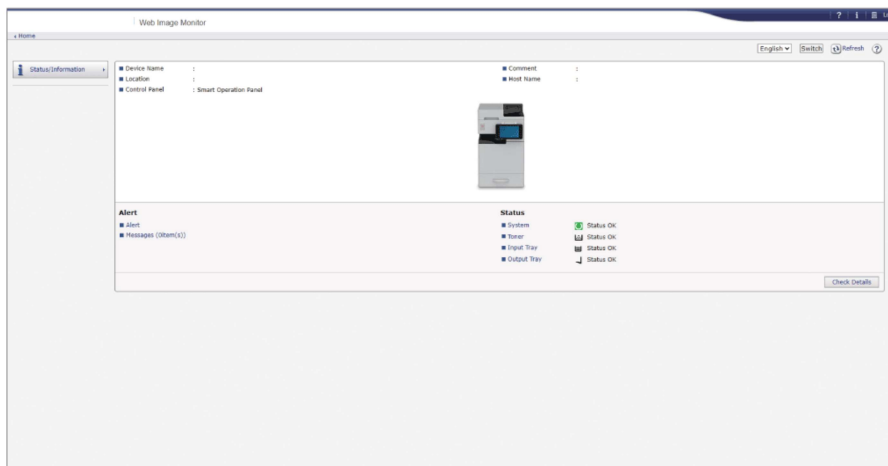 Web Image Monitor
? i
Home
English Switch Refresh ?
Status/Information
Device Name :
Location :
Control Panel : Smart Operation Panel
Comment :
Host Name :
Alert
Alert
Messages (0item(s))
Status
System Status OK
Toner Status OK
Input Tray Status OK
Output Tray Status OK
Check Details